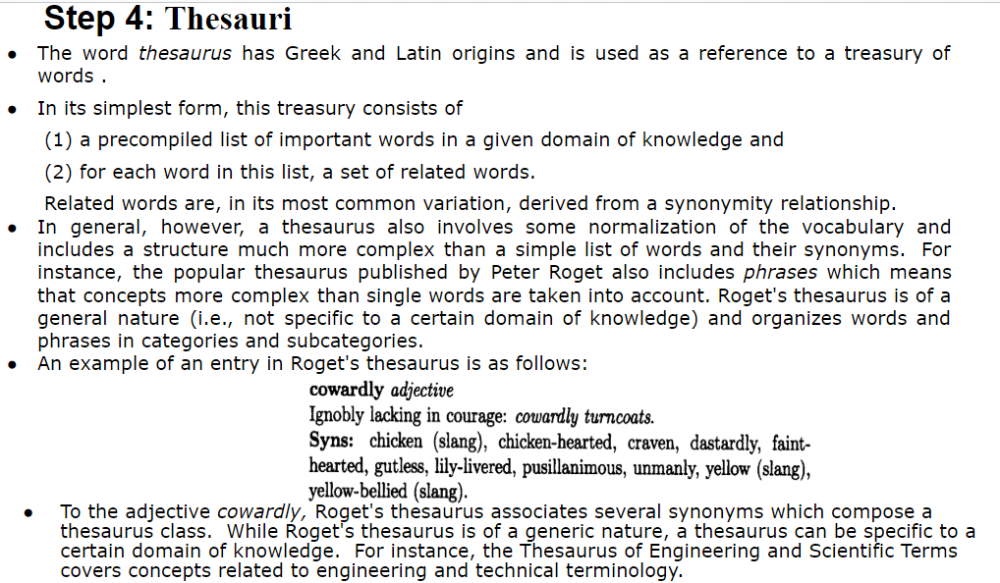 Step 4: Thesauri
• The word thesaurus has Greek and Latin origins and is used as a reference to a treasury of
words .
• In its simplest form, this treasury consists of
(1) a precompiled list of important words in a given domain of knowledge and
(2) for each word in this list, a set of related words.
Related words are, in its most common variation, derived from a synonymity relationship.
• In general, however, a thesaurus also involves some normalization of the vocabulary and
includes a structure much more complex than a simple list of words and their synonyms. For
instance, the popular thesaurus published by Peter Roget also includes phrases which means
that concepts more complex than single words are taken into account. Roget's thesaurus is of a
general nature (i.e., not specific to a certain domain of knowledge) and organizes words and
phrases in categories and subcategories.
• An example of an entry in Roget's thesaurus is as follows:
cowardly adjective
Ignobly lacking in courage: cowardly turncoats.
Syns: chicken (slang), chicken-hearted, craven, dastardly, faint-
hearted, gutless, lily-livered, pusillanimous, unmanly, yellow (slang),
yellow-bellied (slang).
• To the adjective cowardly, Roget's thesaurus associates several synonyms which compose a
thesaurus class. While Roget's thesaurus is of a generic nature, a thesaurus can be specific to a
certain domain of knowledge. For instance, the Thesaurus of Engineering and Scientific Terms
covers concepts related to engineering and technical terminology.